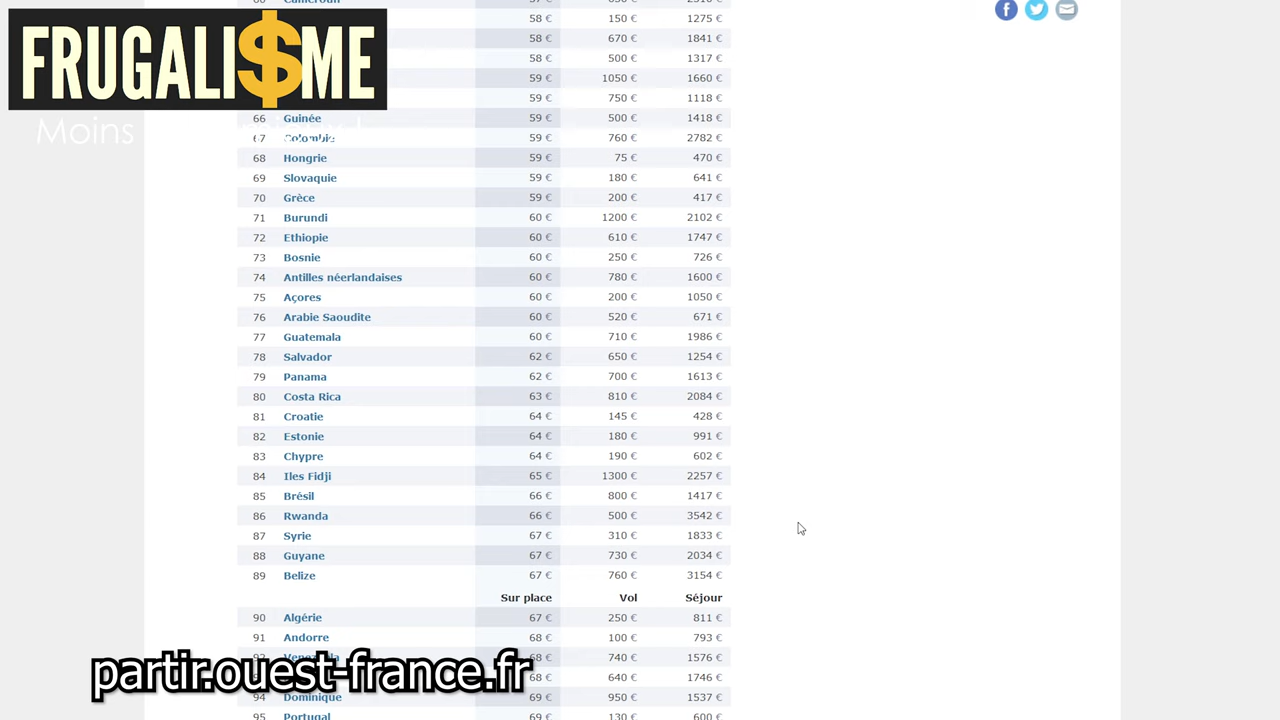 FRUGALI$ME
Moins
58 € 150 € 1275 €
58 € 670 € 1841 €
58 € 500 € 1317 €
59 € 1050 € 1660 €
59 € 750 € 1118 €
66 Guinée 59 € 500 € 1418 €
67 Colombie 59 € 760 € 2782 €
68 Hongrie 59 € 75 € 470 €
69 Slovaquie 59 € 180 € 641 €
70 Grèce 59 € 200 € 417 €
71 Burundi 60 € 1200 € 2102 €
72 Ethiopie 60 € 610 € 1747 €
73 Bosnie 60 € 250 € 726 €
74 Antilles néerlandaises 60 € 780 € 1600 €
75 Açores 60 € 200 € 1050 €
76 Arabie Saoudite 60 € 520 € 671 €
77 Guatemala 60 € 710 € 1986 €
78 Salvador 62 € 650 € 1254 €
79 Panama 62 € 700 € 1613 €
80 Costa Rica 63 € 810 € 2084 €
81 Croatie 64 € 145 € 428 €
82 Estonie 64 € 180 € 991 €
83 Chypre 64 € 190 € 602 €
84 Iles Fidji 65 € 1300 € 2257 €
85 Brésil 66 € 800 € 1417 €
86 Rwanda 66 € 500 € 3542 €
87 Syrie 67 € 310 € 1833 €
88 Guyane 67 € 730 € 2034 €
89 Belize 67 € 760 € 3154 €
Sur place Vol Séjour
90 Algérie 67 € 250 € 811 €
91 Andorre 68 € 100 € 793 €
92 Venezuela 68 € 740 € 1576 €
68 € 640 € 1746 €
partir.ouest-france.fr
94 Dominique 69 € 950 € 1537 €
95 Portugal 69 € 130 € 600 €